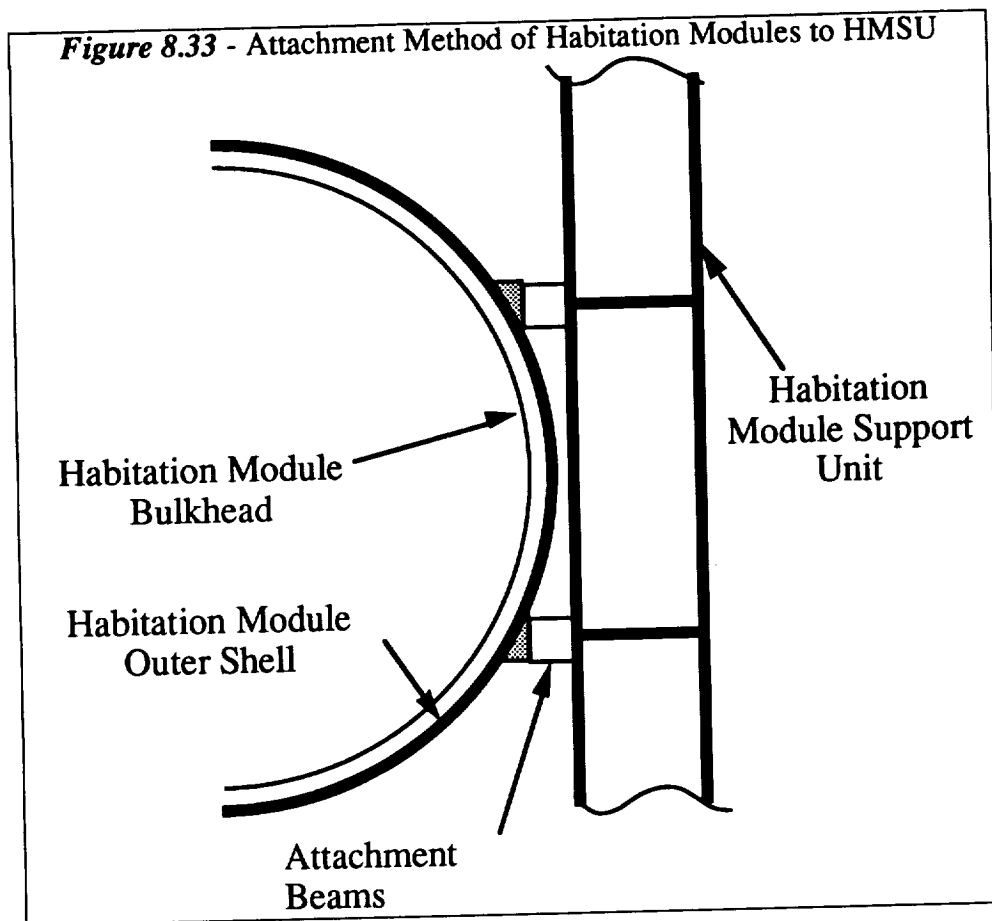 Figure 8.33 - Attachment Method of Habitation Modules to HMSU
Habitation
Module Support
Unit
Habitation Module
Bulkhead
Habitation Module
Outer Shell
Attachment
Beams